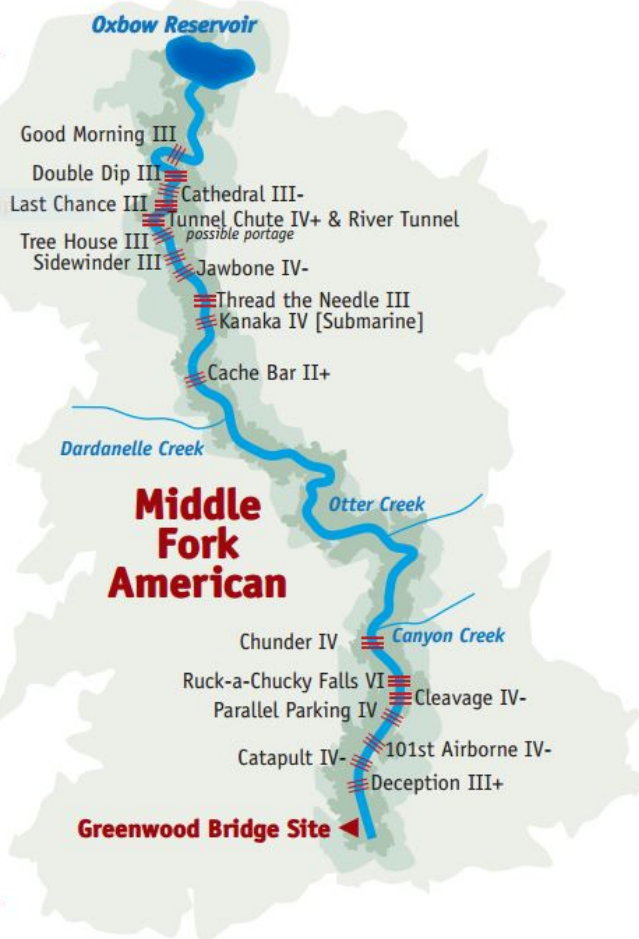 Oxbow Reservoir
Good Morning III
Double Dip III
Cathedral III-
Last Chance III
Tunnel Chute IV+ & River Tunnel
possible portage
Tree House III
Sidewinder III
Jawbone IV-
Thread the Needle III
Kanaka IV [Submarine]
Cache Bar II+
Dardanelle Creek
Middle
Fork
American
Otter Creek
Chunder IV
Canyon Creek
Ruck-a-Chucky Falls VI
Cleavage IV-
Parallel Parking IV
101st Airborne IV-
Catapult IV-
Deception III+
Greenwood Bridge Site